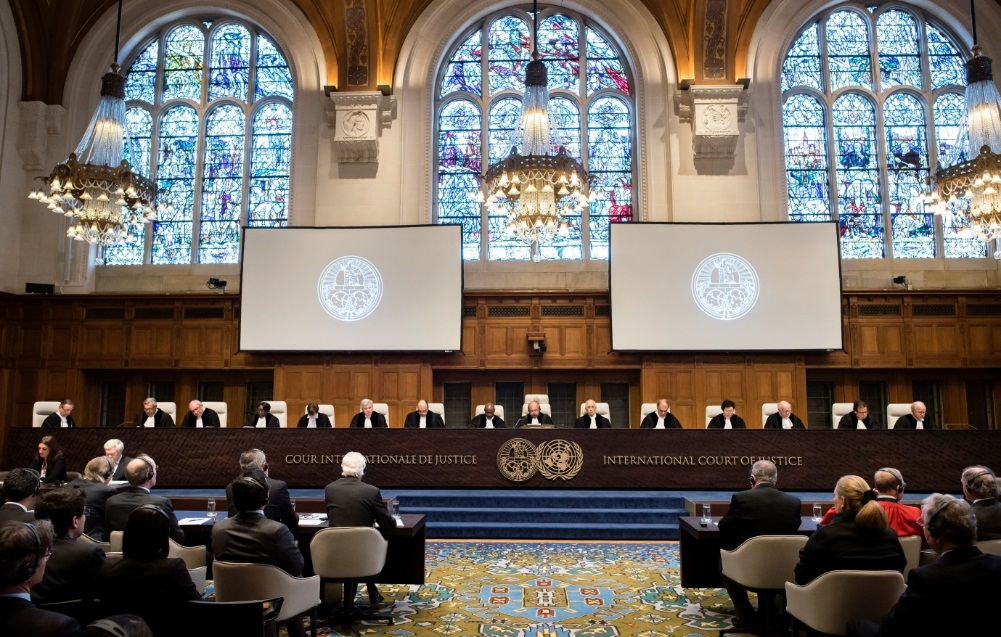 COUR INTERNATIONALE DE JUSTICE
INTERNATIONAL COURT OF JUSTICE